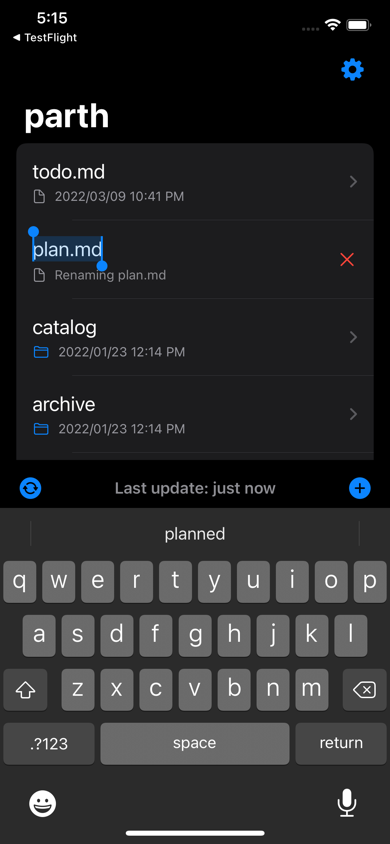 5:15
◀ TestFlight
parth
todo.md
2022/03/09 10:41 PM
plan.md
Renaming plan.md
catalog
2022/01/23 12:14 PM
archive
2022/01/23 12:14 PM
Last update: just now
planned
q w e r t y u i o p
a s d f g h j k l
z x c v b n m
.?123 space return